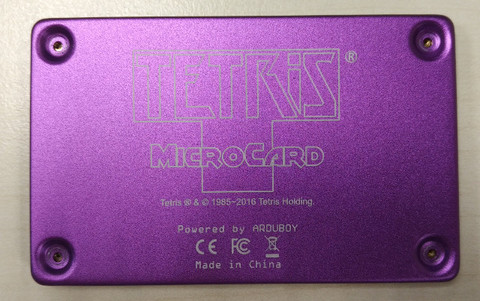 TETRiS®
MICROCARD
Tetris ® & © 1985~2016 Tetris Holding.
Powered by ARDUBOY
CE FC
Made in China